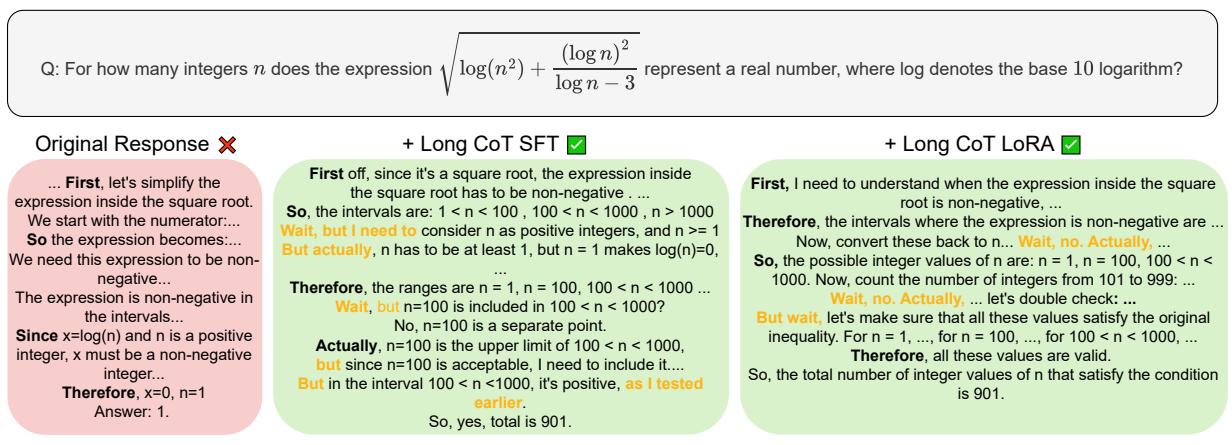 Q: For how many integers n does the expression √(log(n²) + (log n)²/(log n − 3)) represent a real number, where log denotes the base 10 logarithm?
Original Response ❌
... First, let's simplify the
expression inside the square root.
We start with the numerator:...
So the expression becomes:...
We need this expression to be non-
negative...
The expression is non-negative in
the intervals...
Since x=log(n) and n is a positive
integer, x must be a non-negative
integer...
Therefore, x=0, n=1
Answer: 1.
+ Long CoT SFT ✅
First off, since it's a square root, the expression inside
the square root has to be non-negative . ...
So, the intervals are: 1 < n < 100 , 100 < n < 1000 , n > 1000
Wait, but I need to consider n as positive integers, and n >= 1
But actually, n has to be at least 1, but n = 1 makes log(n)=0,
...
Therefore, the ranges are n = 1, n = 100, 100 < n < 1000 ...
Wait, but n=100 is included in 100 < n < 1000?
No, n=100 is a separate point.
Actually, n=100 is the upper limit of 100 < n < 1000,
but since n=100 is acceptable, I need to include it....
But in the interval 100 < n <1000, it's positive, as I tested
earlier.
So, yes, total is 901.
+ Long CoT LoRA ✅
First, I need to understand when the expression inside the square
root is non-negative, ...
Therefore, the intervals where the expression is non-negative are ...
Now, convert these back to n... Wait, no. Actually, ...
So, the possible integer values of n are: n = 1, n = 100, 100 < n <
1000. Now, count the number of integers from 101 to 999: ...
Wait, no. Actually, ... let's double check: ...
But wait, let's make sure that all these values satisfy the original
inequality. For n = 1, ..., for n = 100, ..., for 100 < n < 1000, ...
Therefore, all these values are valid.
So, the total number of integer values of n that satisfy the condition
is 901.